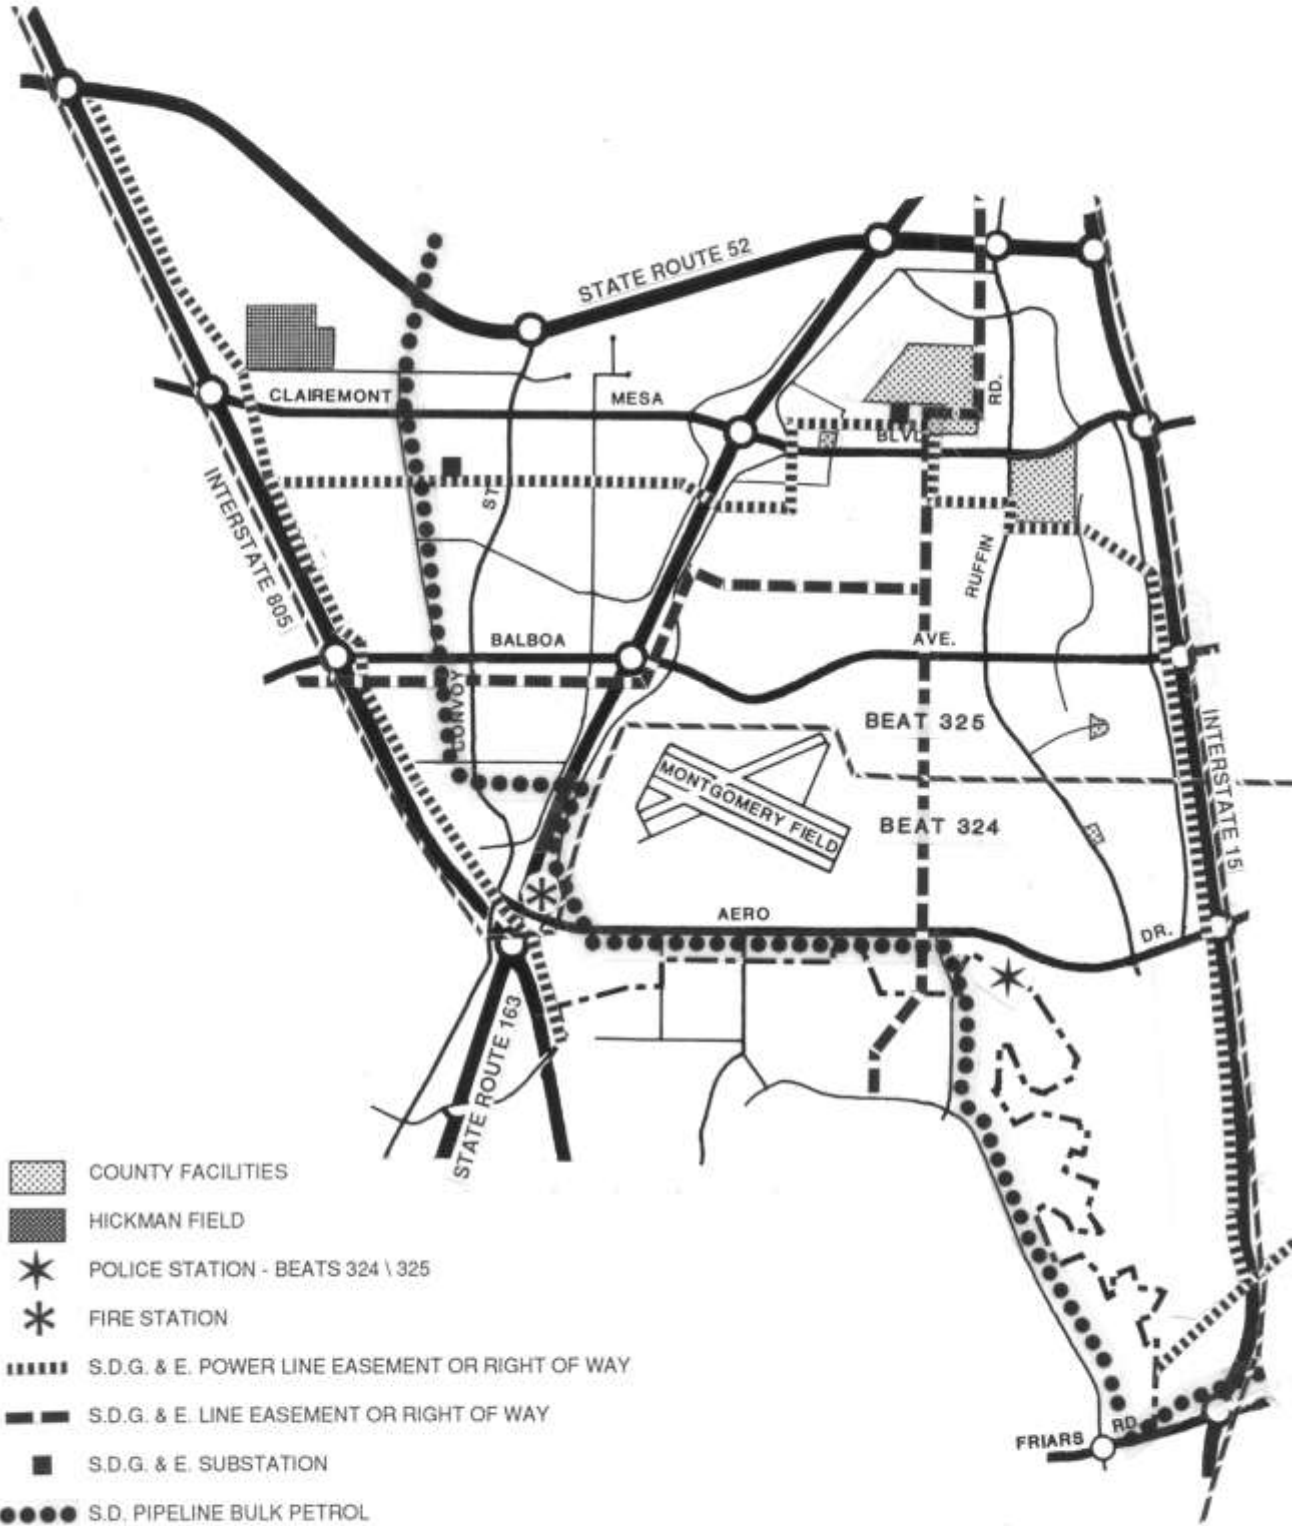 STATE ROUTE 52
CLAIREMONT
MESA
BLVD.
RD.
ST.
INTERSTATE 805
RUFFIN
BALBOA
AVE.
CONVOY
BEAT 325
INTERSTATE 15
MONTGOMERY FIELD
BEAT 324
AERO
DR.
STATE ROUTE 163
FRIARS
RD.
COUNTY FACILITIES
HICKMAN FIELD
POLICE STATION - BEATS 324 \ 325
FIRE STATION
S.D.G. & E. POWER LINE EASEMENT OR RIGHT OF WAY
S.D.G. & E. LINE EASEMENT OR RIGHT OF WAY
S.D.G. & E. SUBSTATION
S.D. PIPELINE BULK PETROL